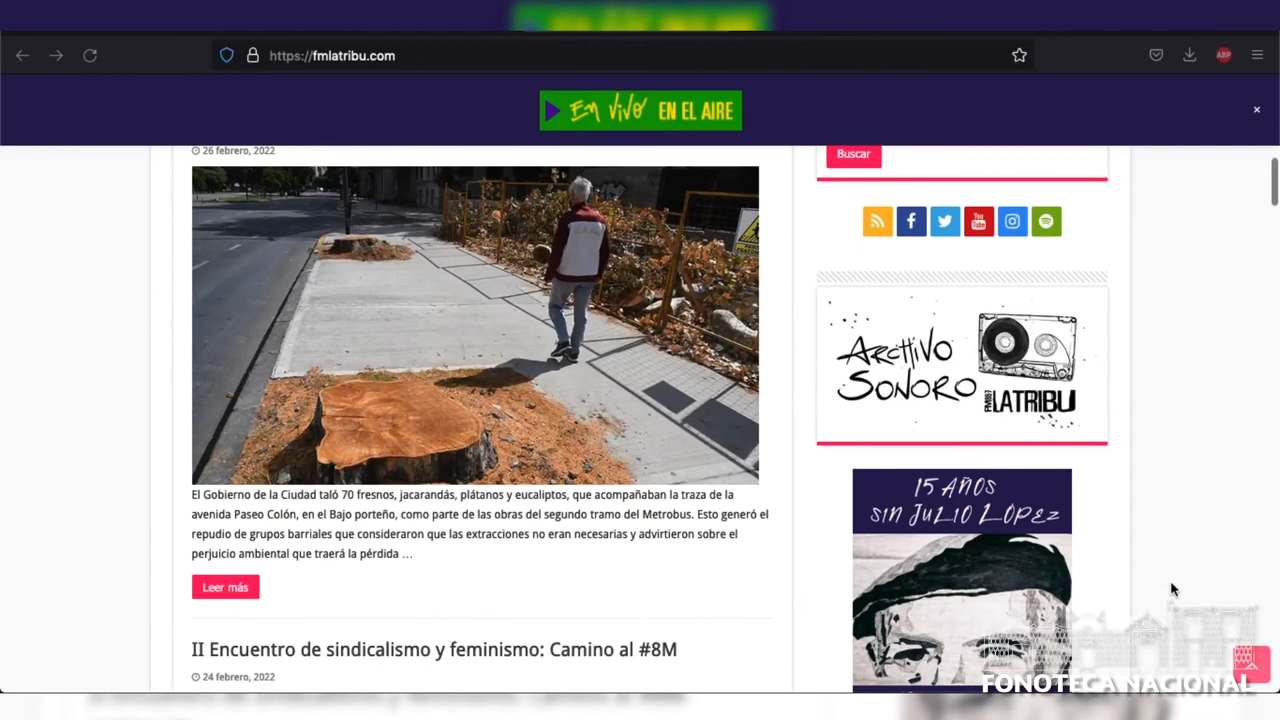 https://fmlatribu.com
ABP
En vivo EN EL AIRE
×
26 febrero, 2022
Buscar
You
Tube
ARCHIVO
SONORO
LATRIBU
El Gobierno de la Ciudad taló 70 fresnos, jacarandás, plátanos y eucaliptos, que acompañaban la traza de la
avenida Paseo Colón, en el Bajo porteño, como parte de las obras del segundo tramo del Metrobus. Esto generó el
repudio de grupos barriales que consideraron que las extracciones no eran necesarias y advirtieron sobre el
perjuicio ambiental que traerá la pérdida …
Leer más
15 AÑOS
SIN JULIO LÓPEZ
II Encuentro de sindicalismo y feminismo: Camino al #8M
24 febrero, 2022
FONOTECA NACIONAL